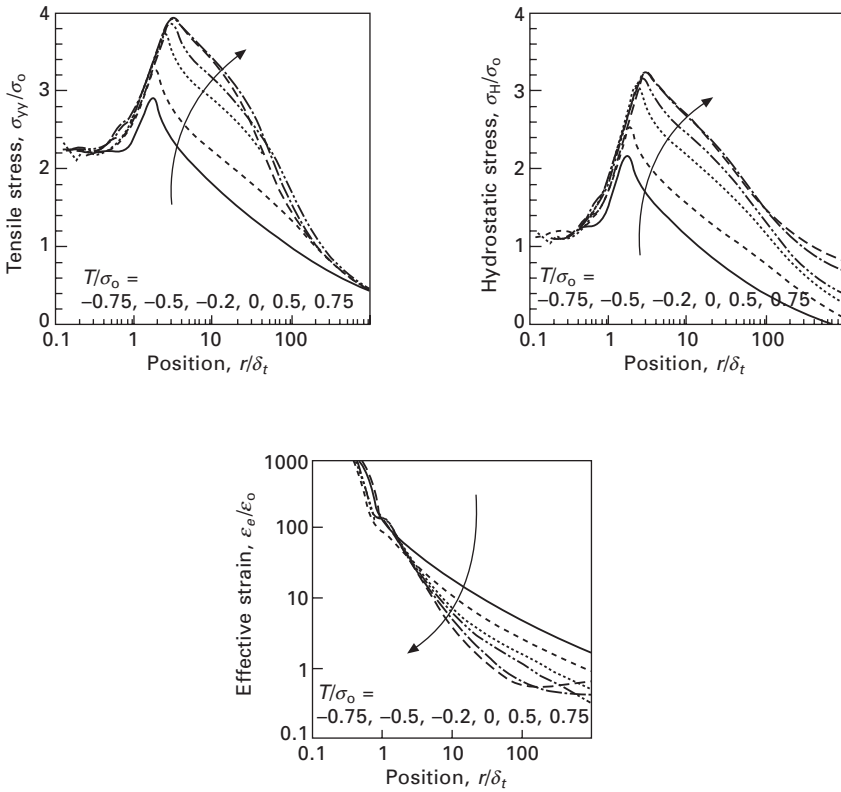 4
3
2
1
0
0.1
1
10
100
Tensile stress, σyy/σo
T/σo =
–0.75, –0.5, –0.2, 0, 0.5, 0.75
Position, r/δt
4
3
2
1
0
0.1
1
10
100
Hydrostatic stress, σH/σo
T/σo =
–0.75, –0.5, –0.2, 0, 0.5, 0.75
Position, r/δt
1000
100
10
1
0.1
0.1
1
10
100
Effective strain, εe/εo
T/σo =
–0.75, –0.5, –0.2, 0, 0.5, 0.75
Position, r/δt